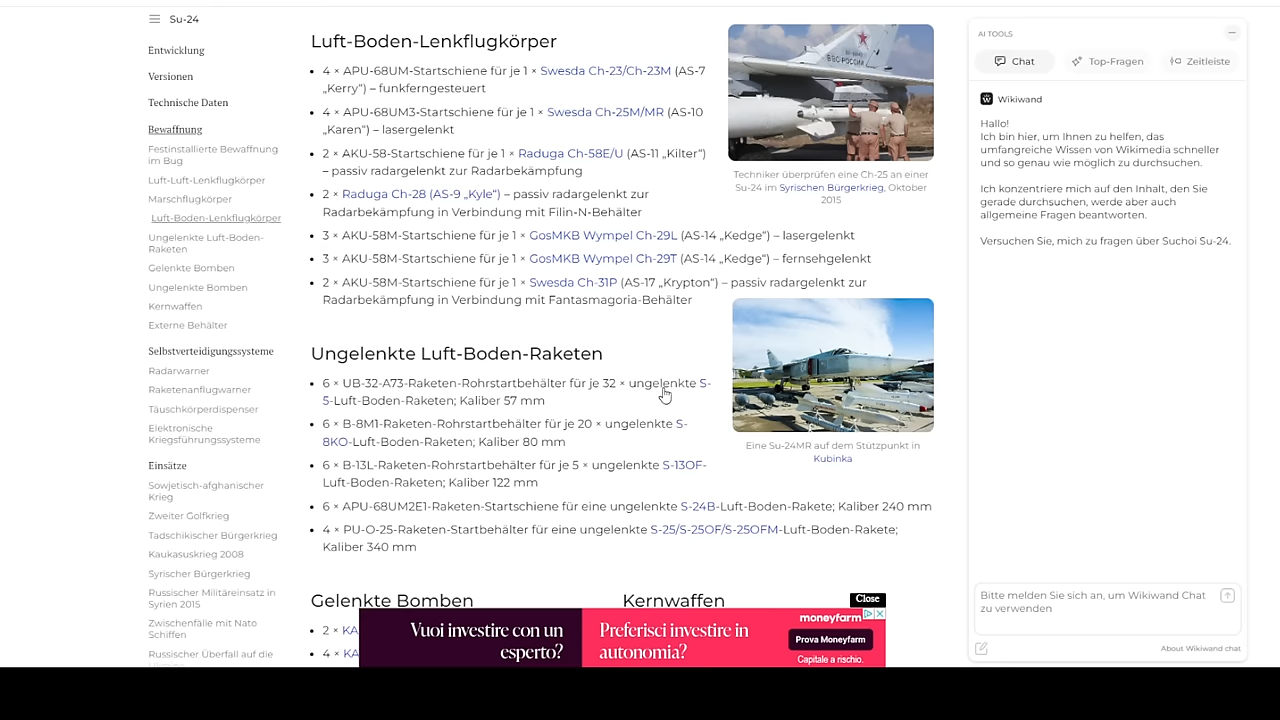 Su-24
Entwicklung
Versionen
Technische Daten
Bewaffnung
Festinstallierte Bewaffnung
im Bug
Luft-Luft-Lenkflugkörper
Marschflugkörper
Luft-Boden-Lenkflugkörper
Ungelenkte Luft-Boden-
Raketen
Gelenkte Bomben
Ungelenkte Bomben
Kernwaffen
Externe Behälter
Selbstverteidigungssysteme
Radarwarner
Raketenanflugwarner
Täuschkörperdispenser
Elektronische
Kriegsführungssysteme
Einsätze
Sowjetisch-afghanischer
Krieg
Zweiter Golfkrieg
Tadschikischer Bürgerkrieg
Kaukasuskrieg 2008
Syrischer Bürgerkrieg
Russischer Militäreinsatz in
Syrien 2015
Zwischenfälle mit Nato
Schiffen
Russischer Überfall auf die
Luft-Boden-Lenkflugkörper
• 4 × APU-68UM-Startschiene für je 1 × Swesda Ch-23/Ch-23M (AS-7
„Kerry“) – funkferngesteuert
• 4 × APU-68UM3-Startschiene für je 1 × Swesda Ch-25M/MR (AS-10
„Karen“) – lasergelenkt
• 2 × AKU-58-Startschiene für je 1 × Raduga Ch-58E/U (AS-11 „Kilter“)
– passiv radargelenkt zur Radarbekämpfung
• 2 × Raduga Ch-28 (AS-9 „Kyle“) – passiv radargelenkt zur
Radarbekämpfung in Verbindung mit Filin-N-Behälter
• 3 × AKU-58M-Startschiene für je 1 × GosMKB Wympel Ch-29L (AS-14 „Kedge“) – lasergelenkt
• 3 × AKU-58M-Startschiene für je 1 × GosMKB Wympel Ch-29T (AS-14 „Kedge“) – fernsehgelenkt
• 2 × AKU-58M-Startschiene für je 1 × Swesda Ch-31P (AS-17 „Krypton“) – passiv radargelenkt zur
Radarbekämpfung in Verbindung mit Fantasmagoria-Behälter
ВВС РОССИИ
Techniker überprüfen eine Ch-25 an einer
Su-24 im Syrischen Bürgerkrieg, Oktober
2015
Ungelenkte Luft-Boden-Raketen
• 6 × UB-32-A73-Raketen-Rohrstartbehälter für je 32 × ungelenkte S-
5-Luft-Boden-Raketen; Kaliber 57 mm
• 6 × B-8M1-Raketen-Rohrstartbehälter für je 20 × ungelenkte S-
8KO-Luft-Boden-Raketen; Kaliber 80 mm
• 6 × B-13L-Raketen-Rohrstartbehälter für je 5 × ungelenkte S-13OF-
Luft-Boden-Raketen; Kaliber 122 mm
• 6 × APU-68UM2E1-Raketen-Startschiene für eine ungelenkte S-24B-Luft-Boden-Rakete; Kaliber 240 mm
• 4 × PU-O-25-Raketen-Startbehälter für eine ungelenkte S-25/S-25OF/S-25OFM-Luft-Boden-Rakete;
Kaliber 340 mm
Eine Su-24MR auf dem Stützpunkt in
Kubinka
Gelenkte Bomben
• 2 × KA
• 4 × KA
Kernwaffen
Close
Vuoi investire con un
esperto?
Preferisci investire in
autonomia?
moneyfarm
Prova Moneyfarm
Capitale a rischio.
AI TOOLS
Chat
Top-Fragen
Zeitleiste
W Wikiwand
Hallo!
Ich bin hier, um Ihnen zu helfen, das
umfangreiche Wissen von Wikimedia schneller
und so genau wie möglich zu durchsuchen.
Ich konzentriere mich auf den Inhalt, den Sie
gerade durchsuchen, werde aber auch
allgemeine Fragen beantworten.
Versuchen Sie, mich zu fragen über Suchoi Su-24.
Bitte melden Sie sich an, um Wikiwand Chat
zu verwenden
About Wikiwand chat